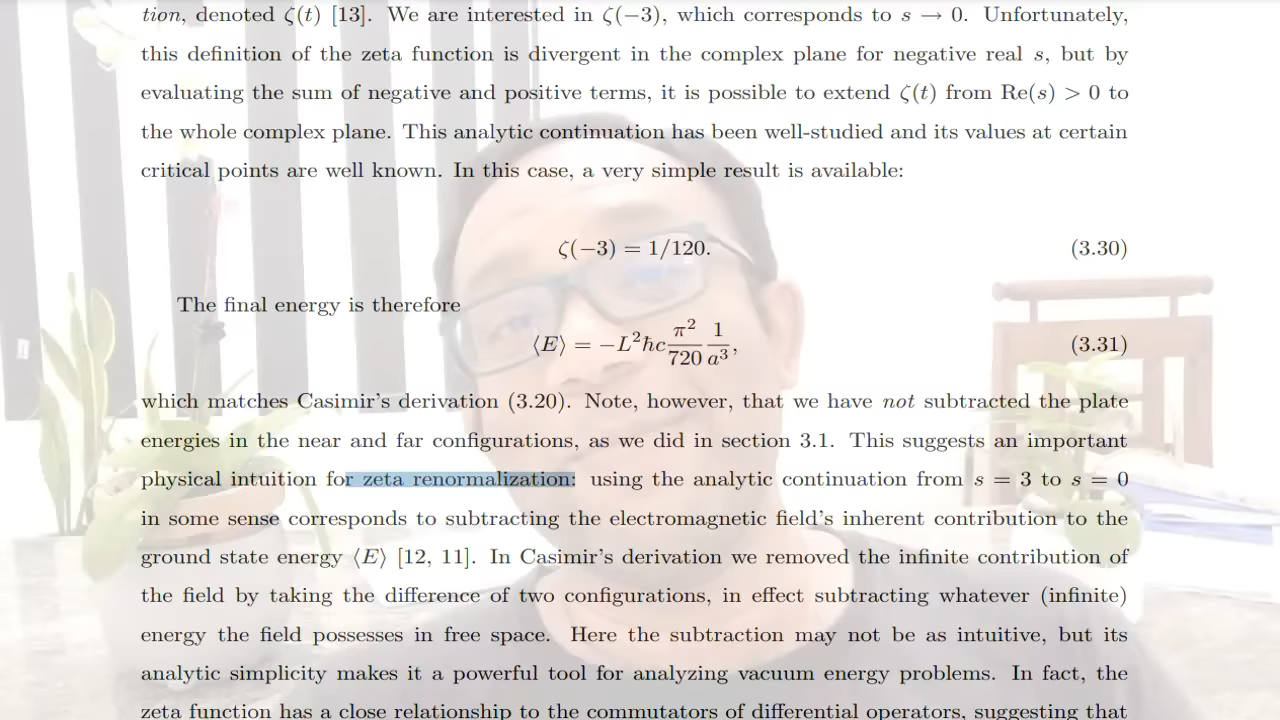 tion, denoted ζ(t) [13]. We are interested in ζ(−3), which corresponds to s → 0. Unfortunately,
this definition of the zeta function is divergent in the complex plane for negative real s, but by
evaluating the sum of negative and positive terms, it is possible to extend ζ(t) from Re(s) > 0 to
the whole complex plane. This analytic continuation has been well-studied and its values at certain
critical points are well known. In this case, a very simple result is available:
ζ(−3) = 1/120. (3.30)
The final energy is therefore
⟨E⟩ = −L²ħc π²/720 1/a³, (3.31)
which matches Casimir's derivation (3.20). Note, however, that we have not subtracted the plate
energies in the near and far configurations, as we did in section 3.1. This suggests an important
physical intuition for zeta renormalization: using the analytic continuation from s = 3 to s = 0
in some sense corresponds to subtracting the electromagnetic field's inherent contribution to the
ground state energy ⟨E⟩ [12, 11]. In Casimir's derivation we removed the infinite contribution of
the field by taking the difference of two configurations, in effect subtracting whatever (infinite)
energy the field possesses in free space. Here the subtraction may not be as intuitive, but its
analytic simplicity makes it a powerful tool for analyzing vacuum energy problems. In fact, the
zeta function has a close relationship to the commutators of differential operators, suggesting that